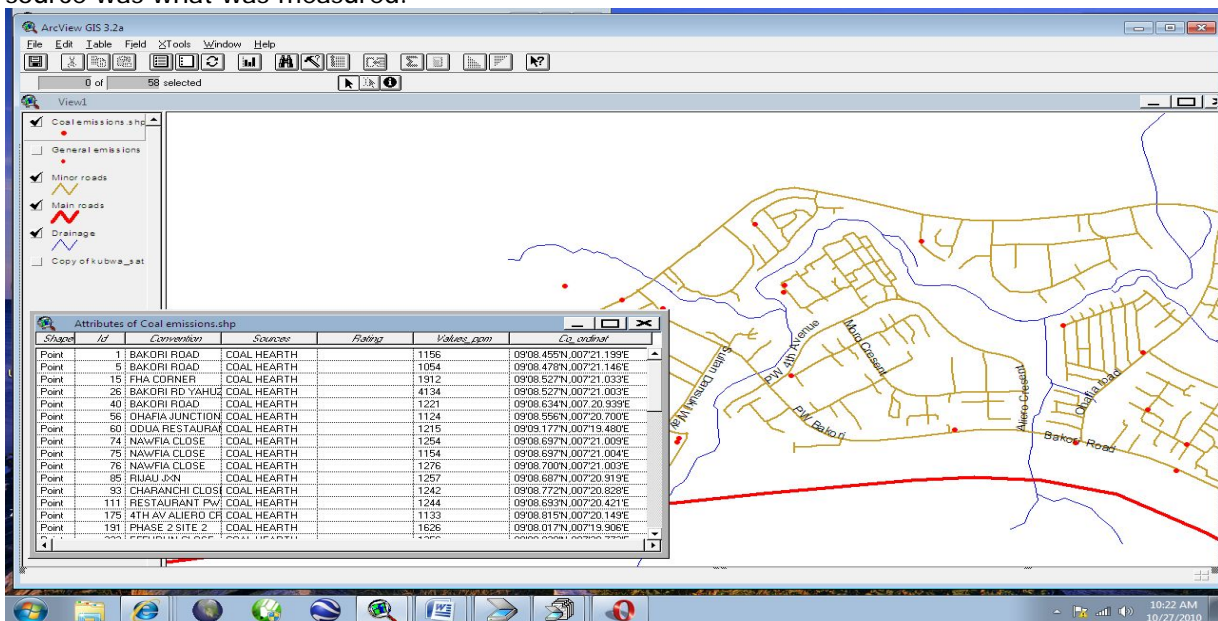 source was what was measured.
ArcView GIS 3.2a
File Edit Table Field XTools Window Help
0 of 58 selected
View1
Coal emissions.shp
General emissions
Minor roads
Main roads
Drainage
Copy of kubwa_sat
Attributes of Coal emissions.shp
Shape Id Convention Sources Rating Values_ppm Co_ordinat
Point 1 BAKORI ROAD COAL HEARTH 1156 09'08.455'N,007'21.199'E
Point 5 BAKORI ROAD COAL HEARTH 1054 09'08.478'N,007'21.146'E
Point 15 FHA CORNER COAL HEARTH 1912 09'08.527'N,007'21.033'E
Point 26 BAKORI RD YAHUZ COAL HEARTH 4134 09'08.527'N,007'21.003'E
Point 40 BAKORI ROAD COAL HEARTH 1221 09'08.634'N,007'20.939'E
Point 56 OHAFIA JUNCTION COAL HEARTH 1124 09'08.556'N,007'20.700'E
Point 60 ODUA RESTAURAN COAL HEARTH 1215 09'09.177'N,007'19.480'E
Point 74 NAWFIA CLOSE COAL HEARTH 1254 09'08.697'N,007'21.009'E
Point 75 NAWFIA CLOSE COAL HEARTH 1154 09'08.697'N,007'21.004'E
Point 76 NAWFIA CLOSE COAL HEARTH 1276 09'08.700'N,007'21.003'E
Point 85 RIJAU JXN COAL HEARTH 1257 09'08.687'N,007'20.919'E
Point 93 CHARANCHI CLOSE COAL HEARTH 1242 09'08.772'N,007'20.828'E
Point 111 RESTAURANT PW COAL HEARTH 1244 09'08.693'N,007'20.421'E
Point 175 4TH AV ALIERO CR COAL HEARTH 1133 09'08.815'N,007'20.149'E
Point 191 PHASE 2 SITE 2 COAL HEARTH 1626 09'08.017'N,007'19.906'E
PW 4th Avenue
Moro Cresent
PW Bakori
Aliero Cresent
Ohafia road
Bakori Road
10:22 AM
10/27/2010